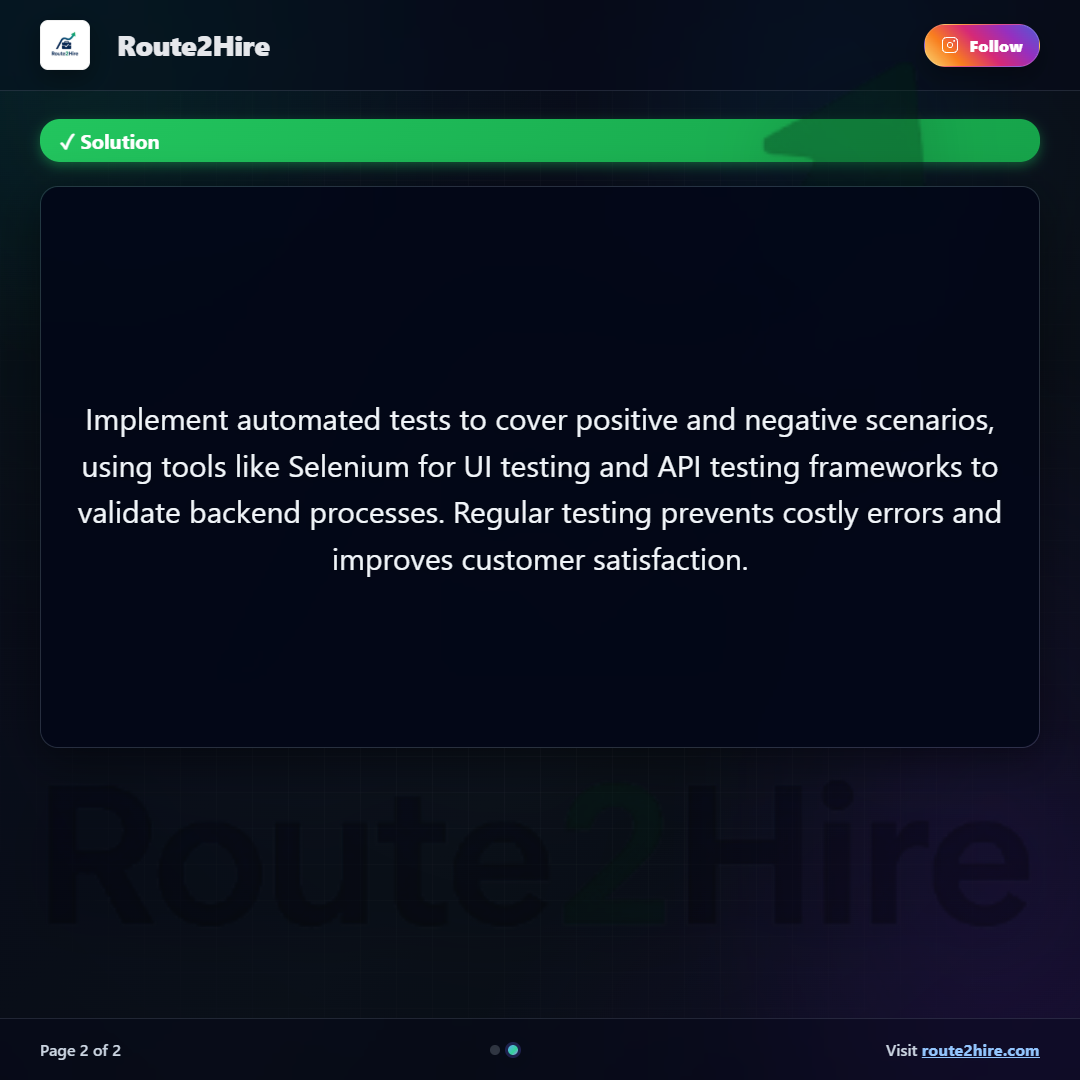 Route2Hire
Route2Hire
Follow
✓ Solution
Implement automated tests to cover positive and negative scenarios,
using tools like Selenium for UI testing and API testing frameworks to
validate backend processes. Regular testing prevents costly errors and
improves customer satisfaction.
Route2Hire
Page 2 of 2
Visit route2hire.com